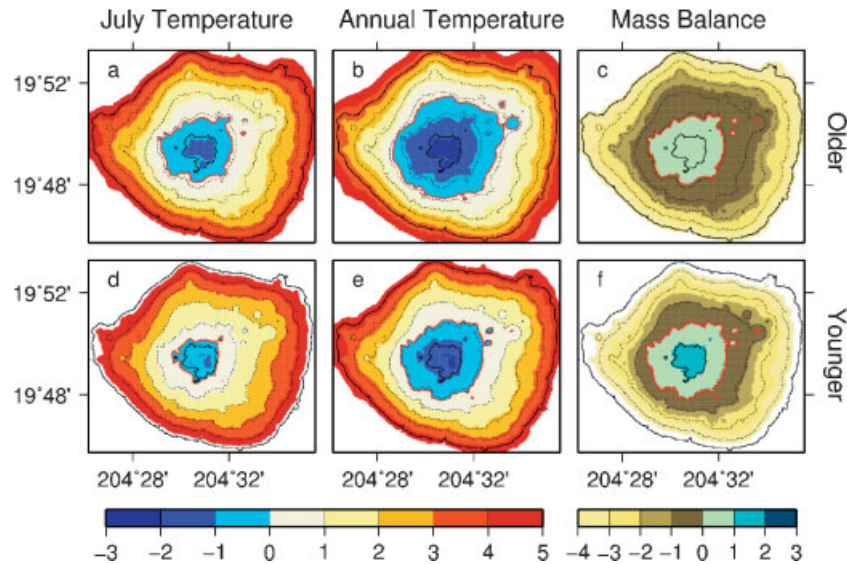 July Temperature Annual Temperature Mass Balance
a b c
19°52'
19°48'
Older
d e f
19°52'
19°48'
Younger
204°28' 204°32' 204°28' 204°32' 204°28' 204°32'
-3 -2 -1 0 1 2 3 4 5 -4 -3 -2 -1 0 1 2 3